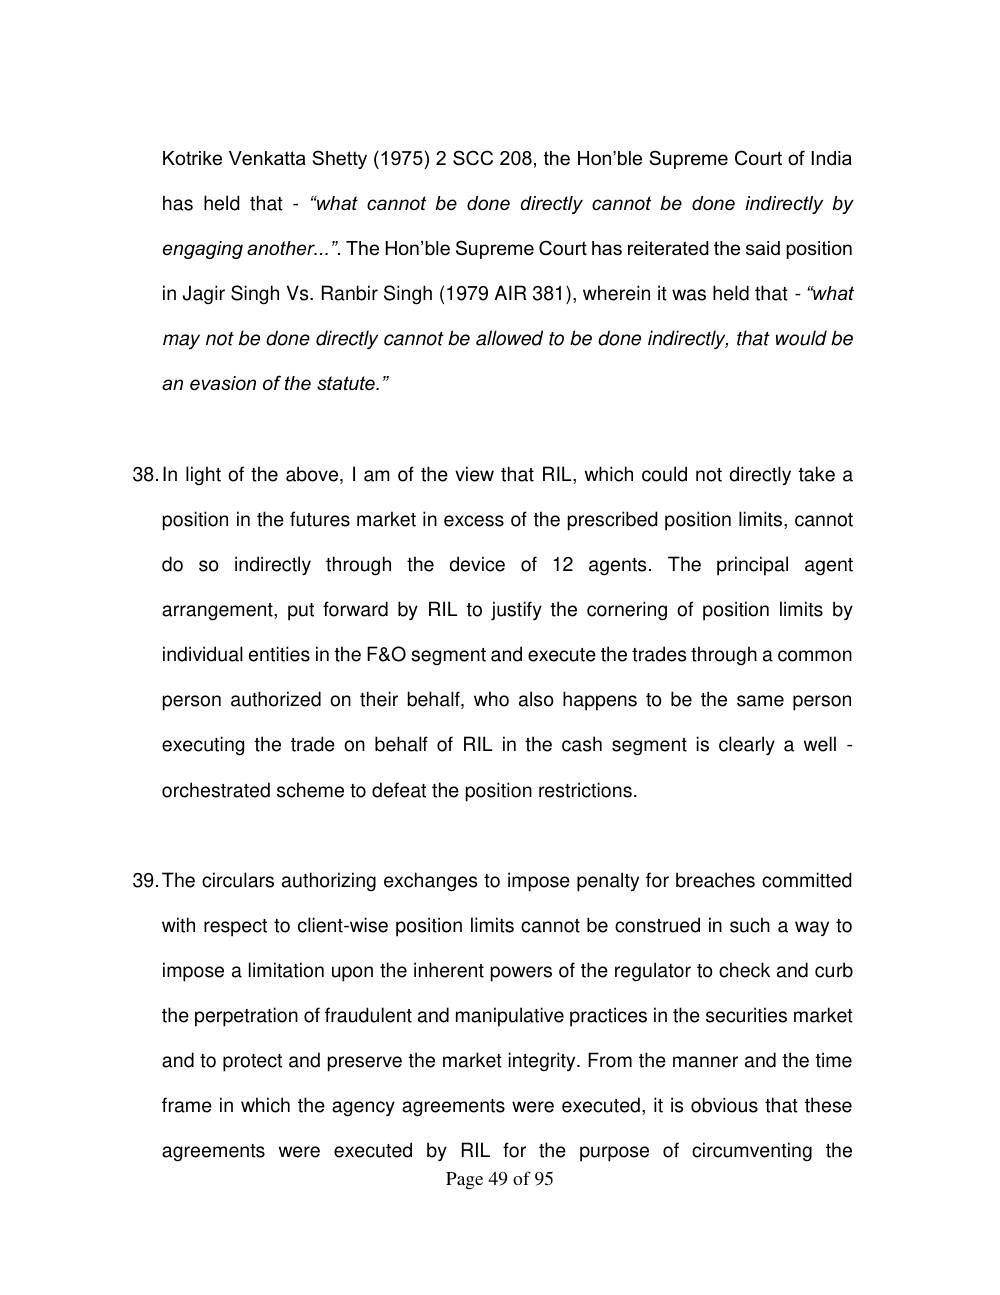 Kotrike Venkatta Shetty (1975) 2 SCC 208, the Hon’ble Supreme Court of India
has held that - “what cannot be done directly cannot be done indirectly by
engaging another...”. The Hon’ble Supreme Court has reiterated the said position
in Jagir Singh Vs. Ranbir Singh (1979 AIR 381), wherein it was held that - “what
may not be done directly cannot be allowed to be done indirectly, that would be
an evasion of the statute.”
38. In light of the above, I am of the view that RIL, which could not directly take a
position in the futures market in excess of the prescribed position limits, cannot
do so indirectly through the device of 12 agents. The principal agent
arrangement, put forward by RIL to justify the cornering of position limits by
individual entities in the F&O segment and execute the trades through a common
person authorized on their behalf, who also happens to be the same person
executing the trade on behalf of RIL in the cash segment is clearly a well -
orchestrated scheme to defeat the position restrictions.
39. The circulars authorizing exchanges to impose penalty for breaches committed
with respect to client-wise position limits cannot be construed in such a way to
impose a limitation upon the inherent powers of the regulator to check and curb
the perpetration of fraudulent and manipulative practices in the securities market
and to protect and preserve the market integrity. From the manner and the time
frame in which the agency agreements were executed, it is obvious that these
agreements were executed by RIL for the purpose of circumventing the
Page 49 of 95